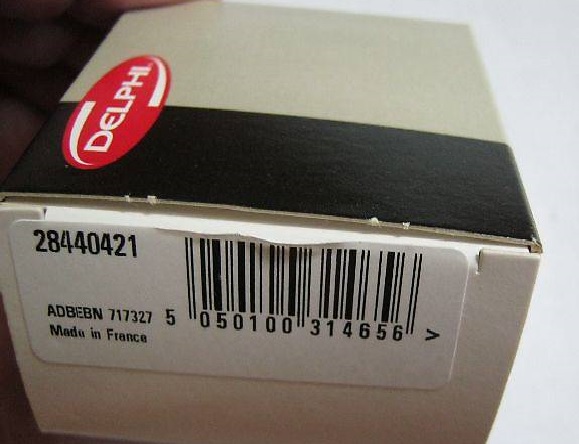 DELPHI
28440421
ADBEBN 717327
Made in France
5 050100 314656 >